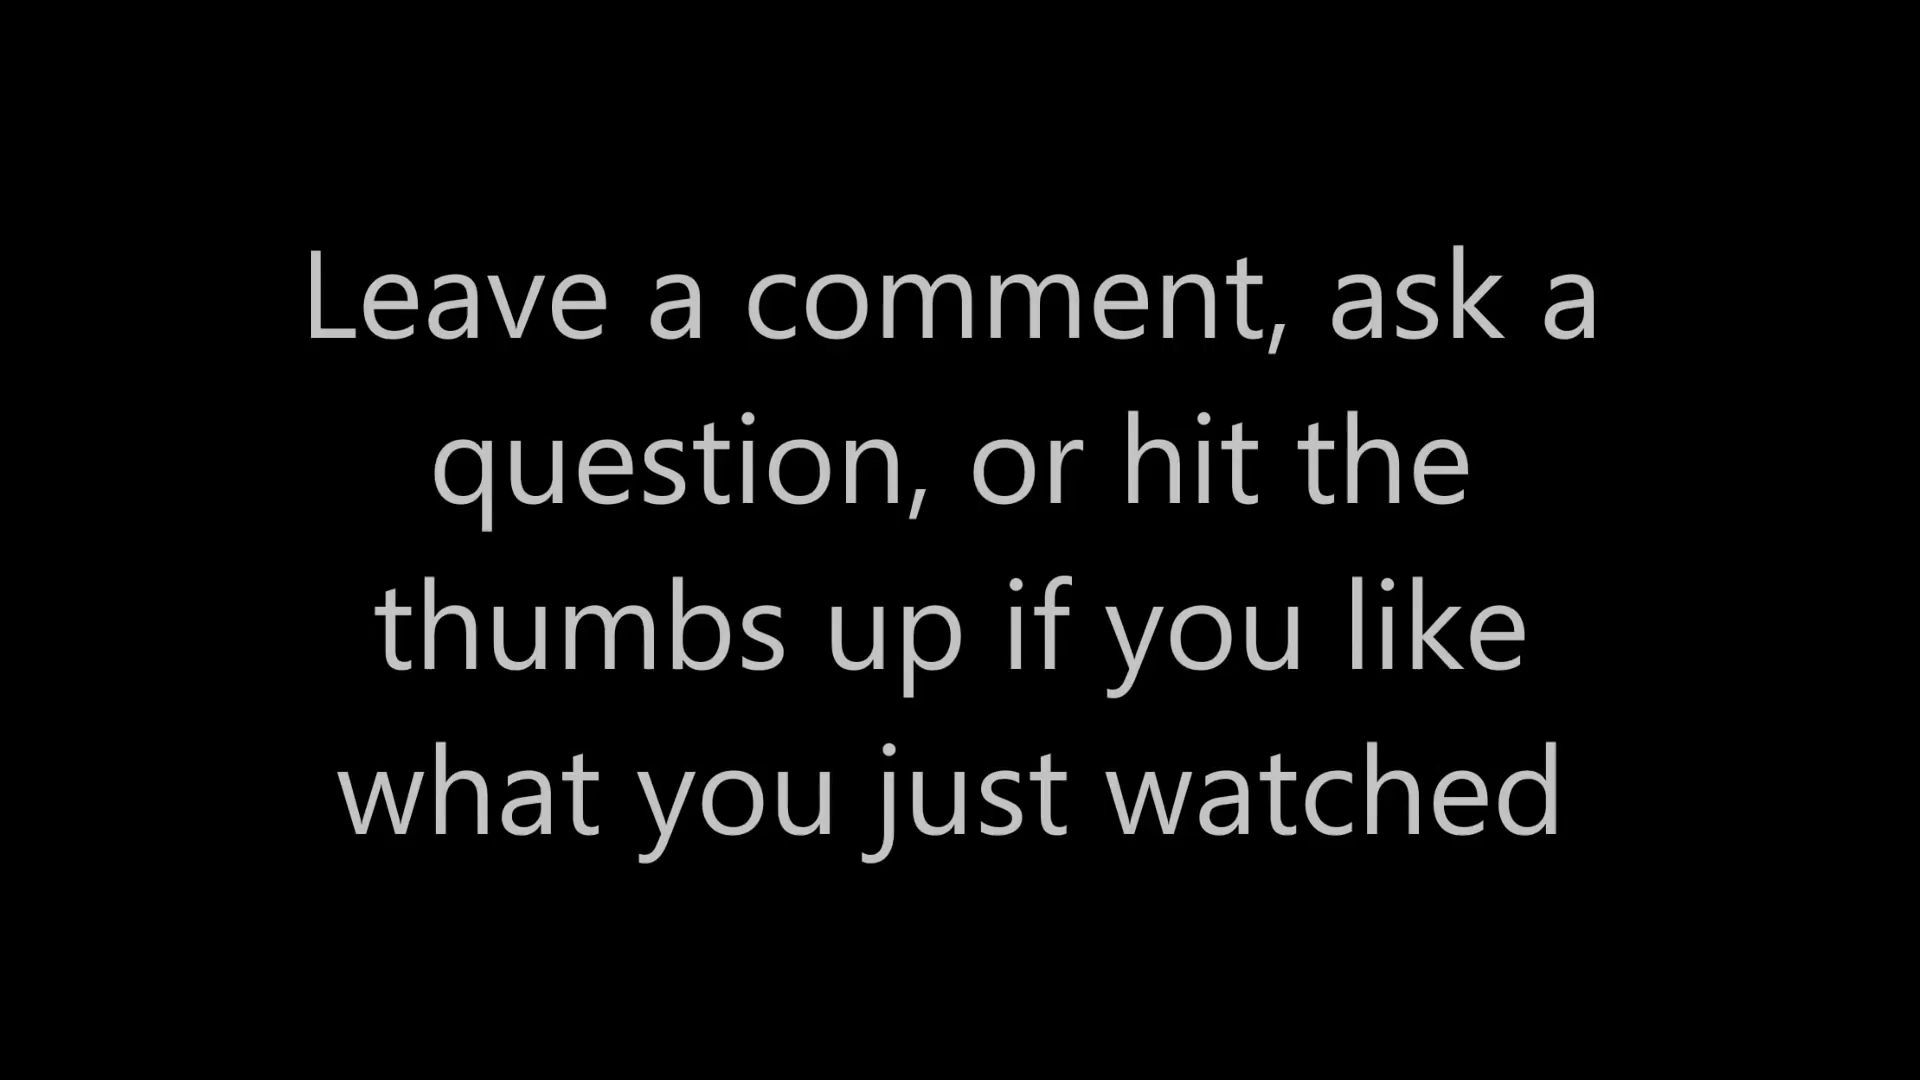 Leave a comment, ask a
question, or hit the
thumbs up if you like
what you just watched